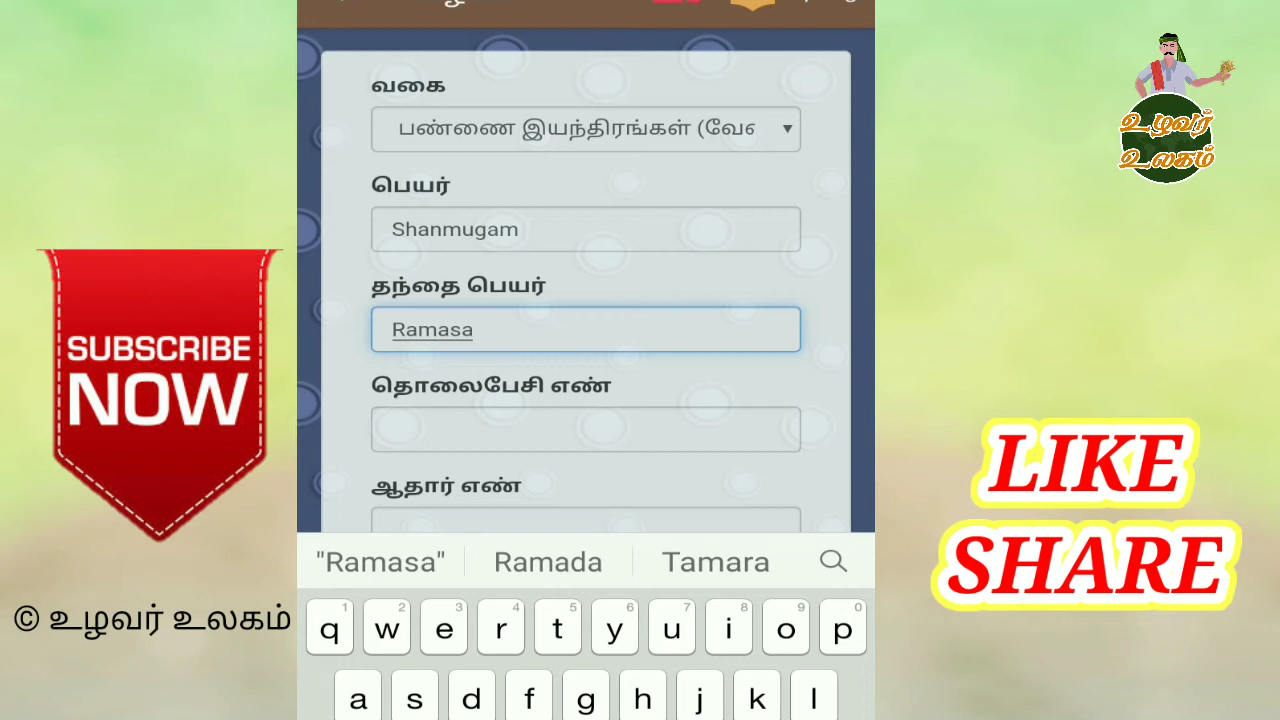 வகை
பண்ணை இயந்திரங்கள் (வே
பெயர்
Shanmugam
தந்தை பெயர்
Ramasa
தொலைபேசி எண்
ஆதார் எண்
"Ramasa" Ramada Tamara
1 2 3 4 5 6 7 8 9 0
q w e r t y u i o p
a s d f g h j k l
SUBSCRIBE
NOW
© உழவர் உலகம்
உழவர்
உலகம்
LIKE
SHARE